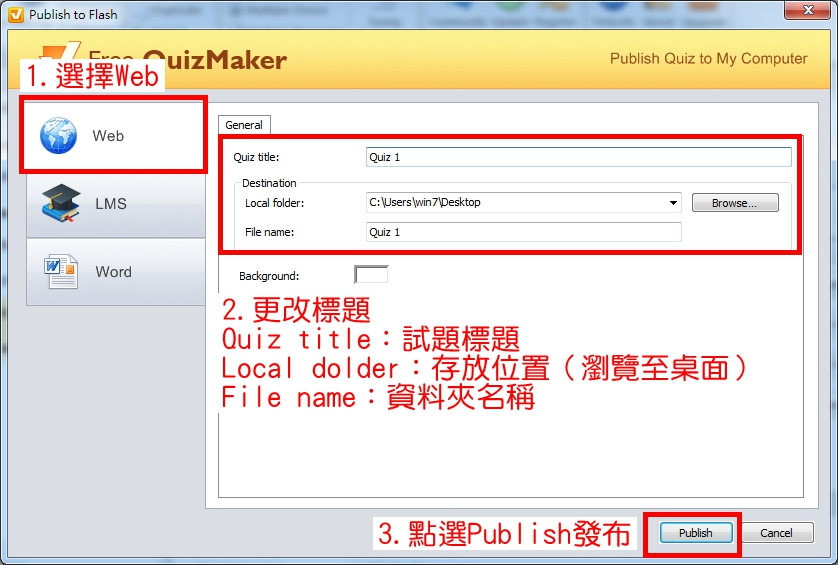 Publish to Flash
Free QuizMaker
Publish Quiz to My Computer
1.選擇Web
Web
LMS
Word
General
Quiz title:
Quiz 1
Destination
Local folder:
C:\Users\win7\Desktop
Browse...
File name:
Quiz 1
Background:
2.更改標題
Quiz title：試題標題
Local dolder：存放位置（瀏覽至桌面）
File name：資料夾名稱
3.點選Publish發布
Publish
Cancel